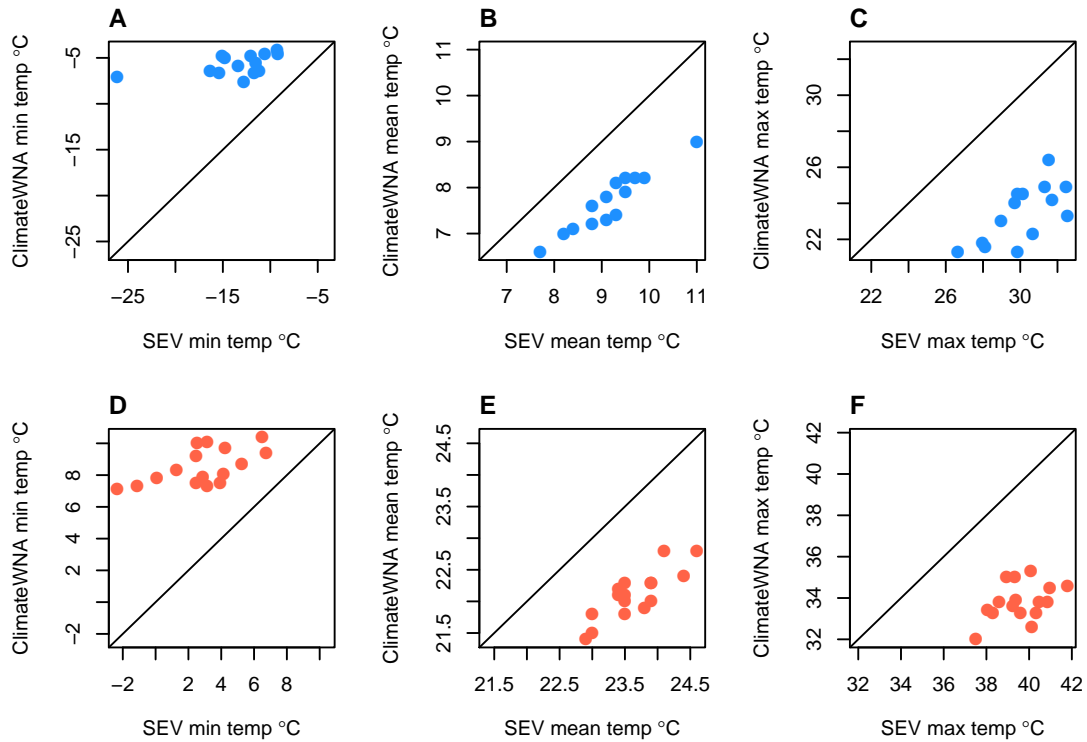 A
ClimateWNA min temp °C
−5
−15
−25
−25 −15 −5
SEV min temp °C
B
ClimateWNA mean temp °C
11
9
8
7
7 8 9 10 11
SEV mean temp °C
C
ClimateWNA max temp °C
32
26
22
22 26 30
SEV max temp °C
D
ClimateWNA min temp °C
8
6
4
2
−2
−2 2 4 6 8
SEV min temp °C
E
ClimateWNA mean temp °C
24.5
22.5
21.5
21.5 22.5 23.5 24.5
SEV mean temp °C
F
ClimateWNA max temp °C
42
40
38
36
34
32
32 34 36 38 40 42
SEV max temp °C